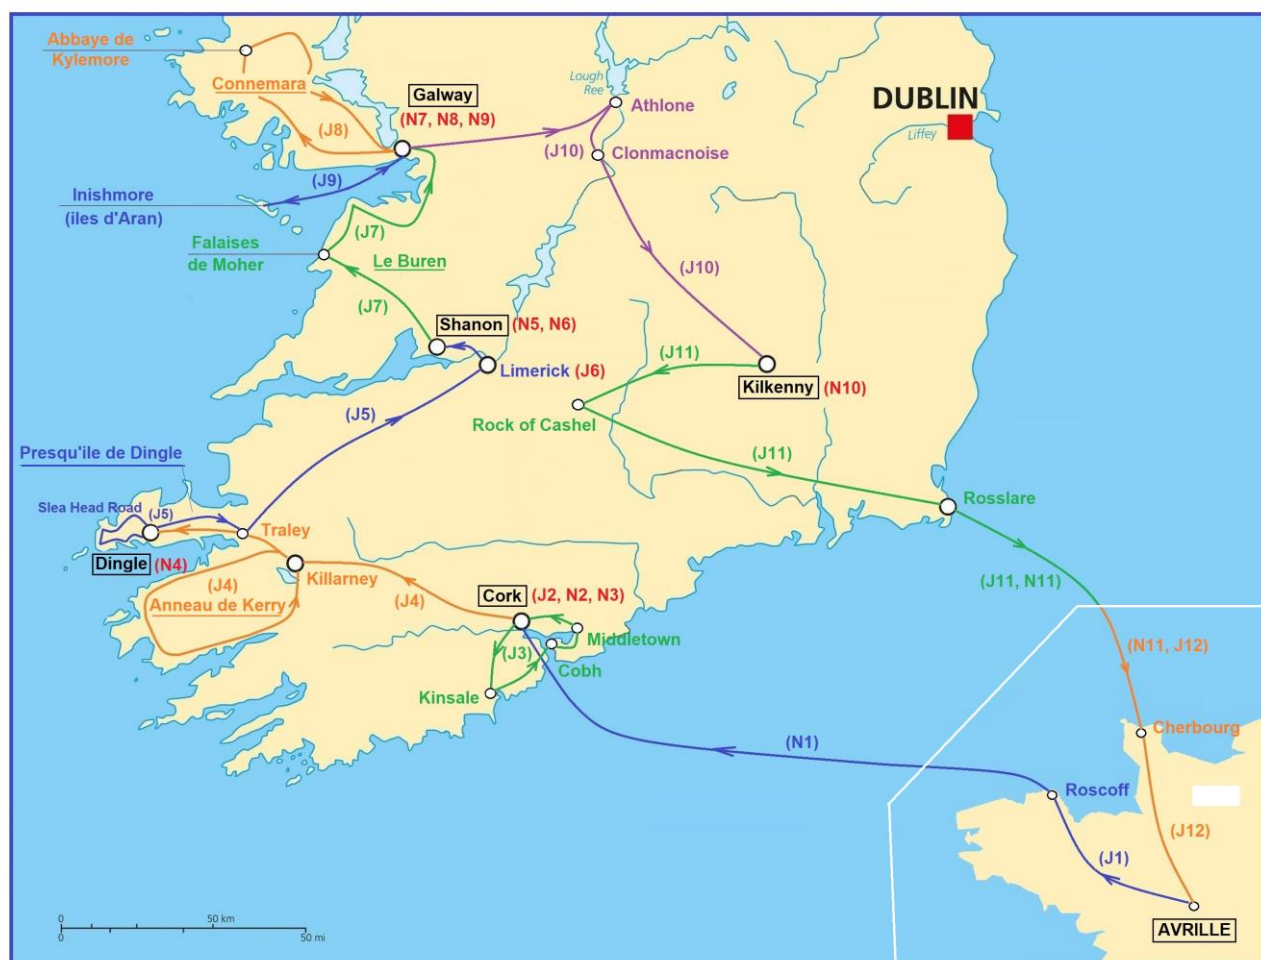 Abbaye de
Kylemore
Connemara
Galway
(N7, N8, N9)
(J8)
Lough
Ree
Athlone
DUBLIN
Liffey
(J10)
Clonmacnoise
(J9)
Inishmore
(iles d'Aran)
(J7)
Falaises
de Moher
Le Buren
(J10)
(J7)
Shanon
(N5, N6)
Limerick
(J6)
(J11)
Kilkenny
(N10)
(J5)
Rock of Cashel
(J11)
Presqu'ile de Dingle
Rosslare
Slea Head Road
(J5)
Traley
Dingle
(N4)
Killarney
(J4)
Anneau de Kerry
(J4)
Cork
(J2, N2, N3)
(J11, N11)
Middletown
(J3)
Cobh
Kinsale
(N11, J12)
Cherbourg
(N1)
Roscoff
(J12)
(J1)
AVRILLE
0
50 km
0
50 mi